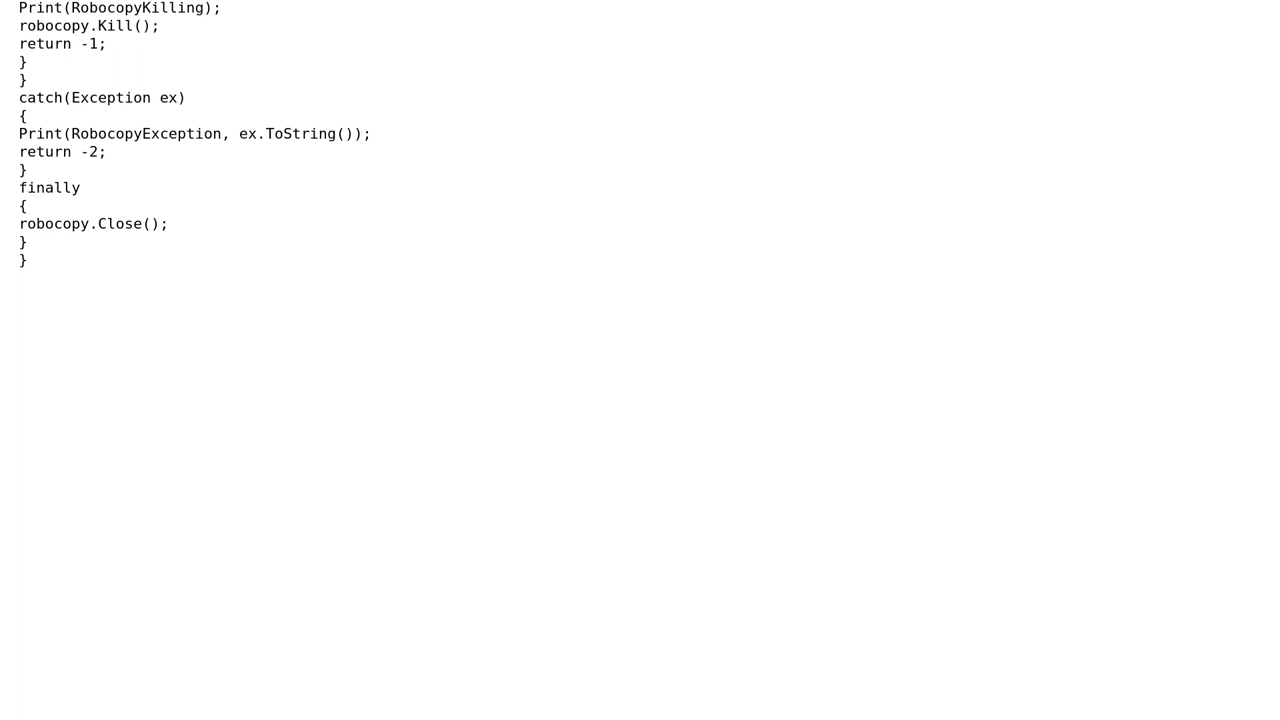 Print(RobocopyKilling);
robocopy.Kill();
return -1;
}
}
catch(Exception ex)
{
Print(RobocopyException, ex.ToString());
return -2;
}
finally
{
robocopy.Close();
}
}